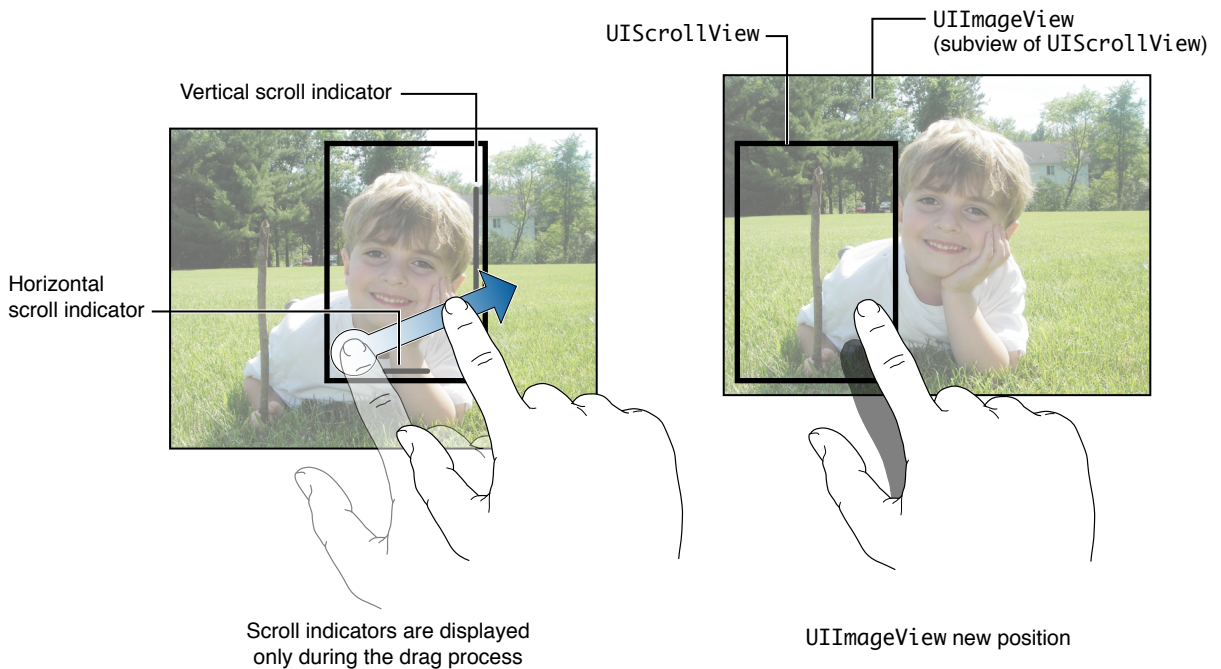 UIScrollView
UIImageView
(subview of UIScrollView)
Vertical scroll indicator
Horizontal
scroll indicator
Scroll indicators are displayed
only during the drag process
UIImageView new position